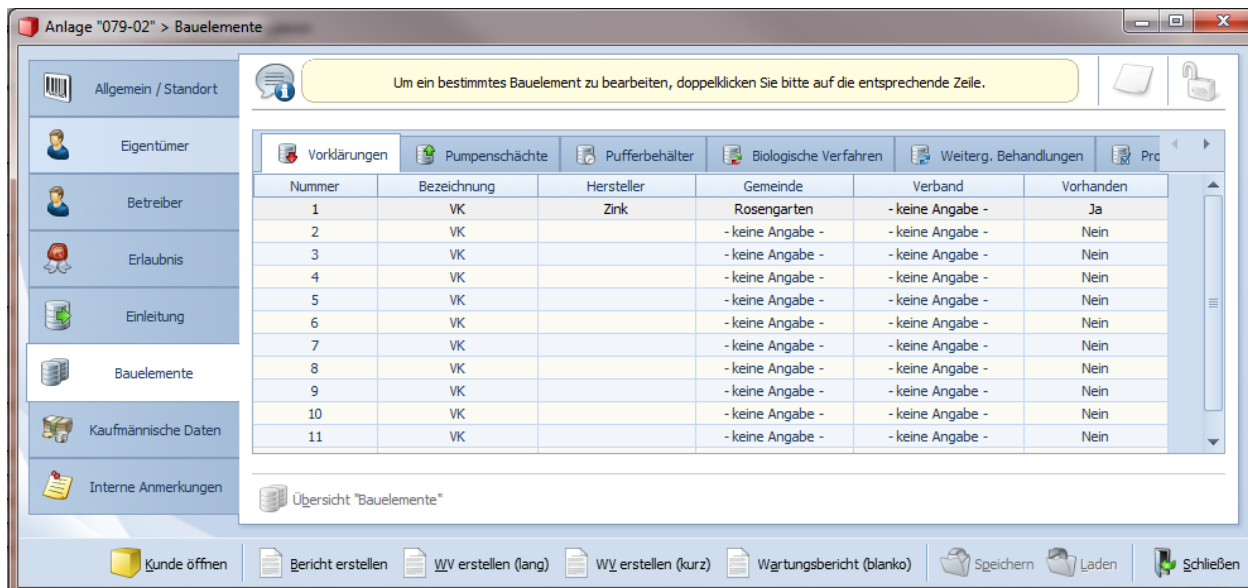 Anlage "079-02" > Bauelemente
Allgemein / Standort
Eigentümer
Betreiber
Erlaubnis
Einleitung
Bauelemente
Kaufmännische Daten
Interne Anmerkungen
Um ein bestimmtes Bauelement zu bearbeiten, doppelklicken Sie bitte auf die entsprechende Zeile.
Vorklärungen Pumpenschächte Pufferbehälter Biologische Verfahren Weiterg. Behandlungen Pro
Nummer Bezeichnung Hersteller Gemeinde Verband Vorhanden
1 VK Zink Rosengarten - keine Angabe - Ja
2 VK - keine Angabe - - keine Angabe - Nein
3 VK - keine Angabe - - keine Angabe - Nein
4 VK - keine Angabe - - keine Angabe - Nein
5 VK - keine Angabe - - keine Angabe - Nein
6 VK - keine Angabe - - keine Angabe - Nein
7 VK - keine Angabe - - keine Angabe - Nein
8 VK - keine Angabe - - keine Angabe - Nein
9 VK - keine Angabe - - keine Angabe - Nein
10 VK - keine Angabe - - keine Angabe - Nein
11 VK - keine Angabe - - keine Angabe - Nein
Übersicht "Bauelemente"
Kunde öffnen Bericht erstellen WV erstellen (lang) WV erstellen (kurz) Wartungsbericht (blanko) Speichern Laden Schließen